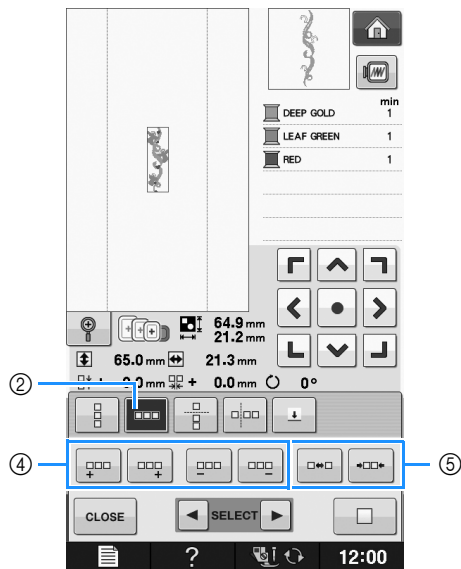 min
DEEP GOLD 1
LEAF GREEN 1
RED 1
64.9 mm
21.2 mm
65.0 mm 21.3 mm
+ 0.0 mm + 0.0 mm 0°
②
④
⑤
CLOSE SELECT
? 12:00